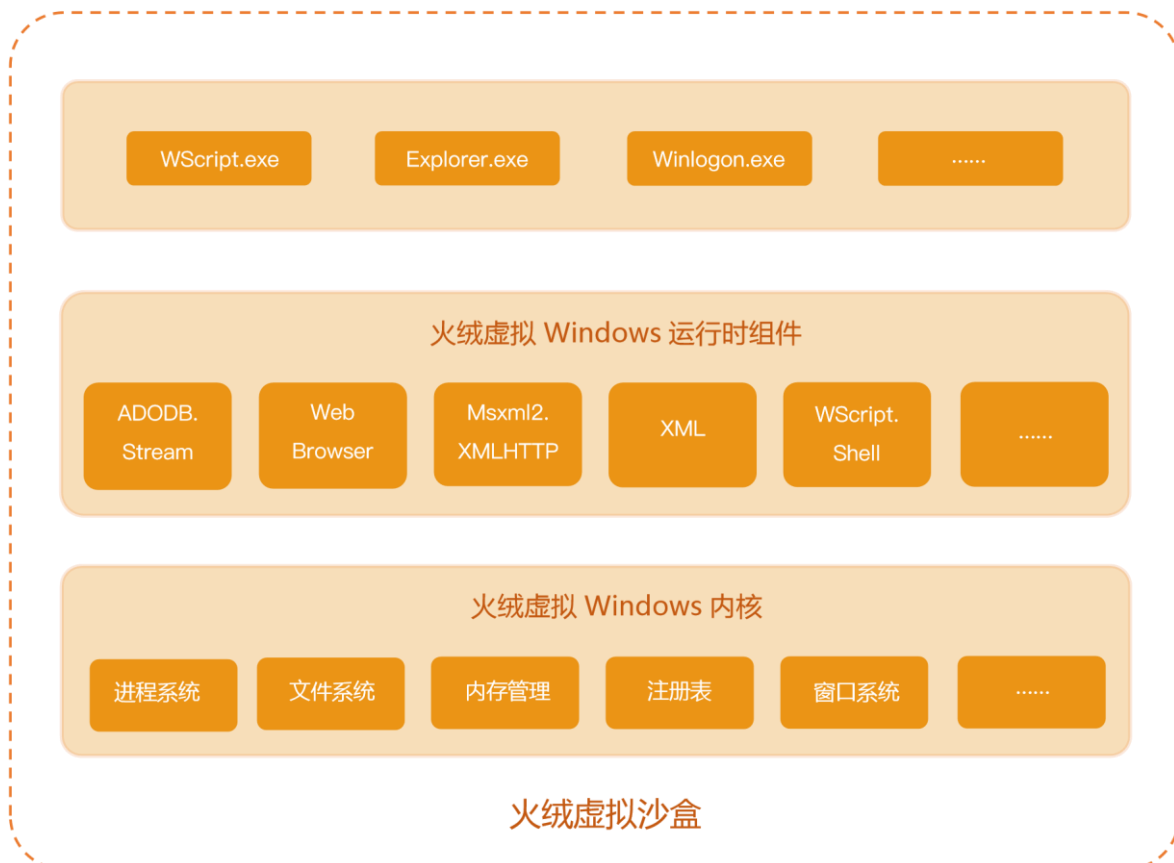 WScript.exe
Explorer.exe
Winlogon.exe
......
火绒虚拟 Windows 运行时组件
ADODB.
Stream
Web
Browser
Msxml2.
XMLHTTP
XML
WScript.
Shell
......
火绒虚拟 Windows 内核
进程系统
文件系统
内存管理
注册表
窗口系统
......
火绒虚拟沙盒